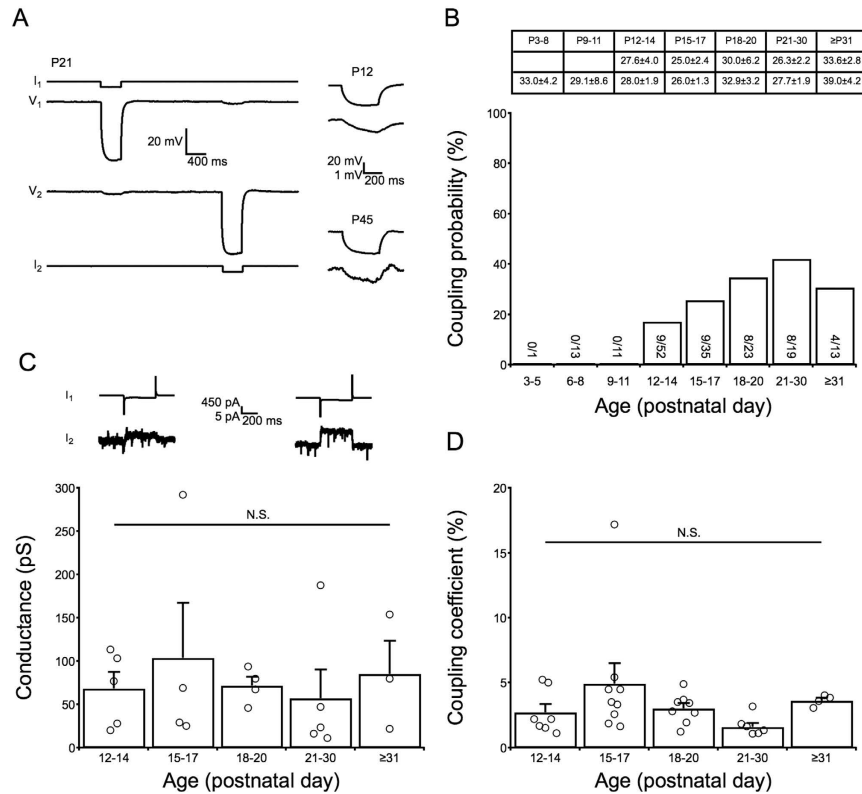 A
P21
I1
V1
20 mV
400 ms
V2
I2
P12
20 mV
1 mV
200 ms
P45
B
P3-8 P9-11 P12-14 P15-17 P18-20 P21-30 ≥P31
27.6±4.0 25.0±2.4 30.0±6.2 26.3±2.2 33.6±2.8
33.0±4.2 29.1±8.6 28.0±1.9 26.0±1.3 32.9±3.2 27.7±1.9 39.0±4.2
Coupling probability (%)
100
80
60
40
20
0
0/1 0/13 0/11 9/52 9/35 8/23 8/19 4/13
3-5 6-8 9-11 12-14 15-17 18-20 21-30 ≥31
Age (postnatal day)
C
I1
I2
450 pA
5 pA
200 ms
Conductance (pS)
300
250
200
150
100
50
0
N.S.
12-14 15-17 18-20 21-30 ≥31
Age (postnatal day)
D
Coupling coefficient (%)
20
15
10
5
0
N.S.
12-14 15-17 18-20 21-30 ≥31
Age (postnatal day)